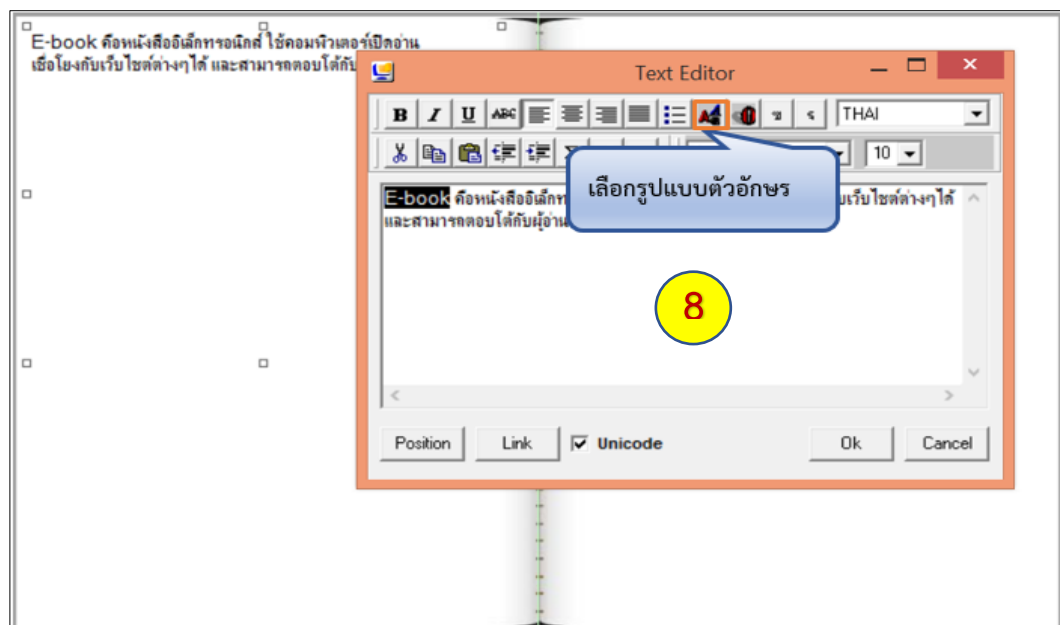 E-book คือหนังสืออิเล็กทรอนิกส์ ใช้คอมพิวเตอร์เปิดอ่าน
เชื่อโยงกับเว็บไซต์ต่างๆได้ และสามารถตอบโต้กับ
Text Editor
B I U ABC THAI
10
เลือกรูปแบบตัวอักษร
E-book คือหนังสืออิเล็กท บเว็บไซต์ต่างๆได้
และสามารถตอบโต้กับผู้อ่าน
8
Position Link Unicode Ok Cancel